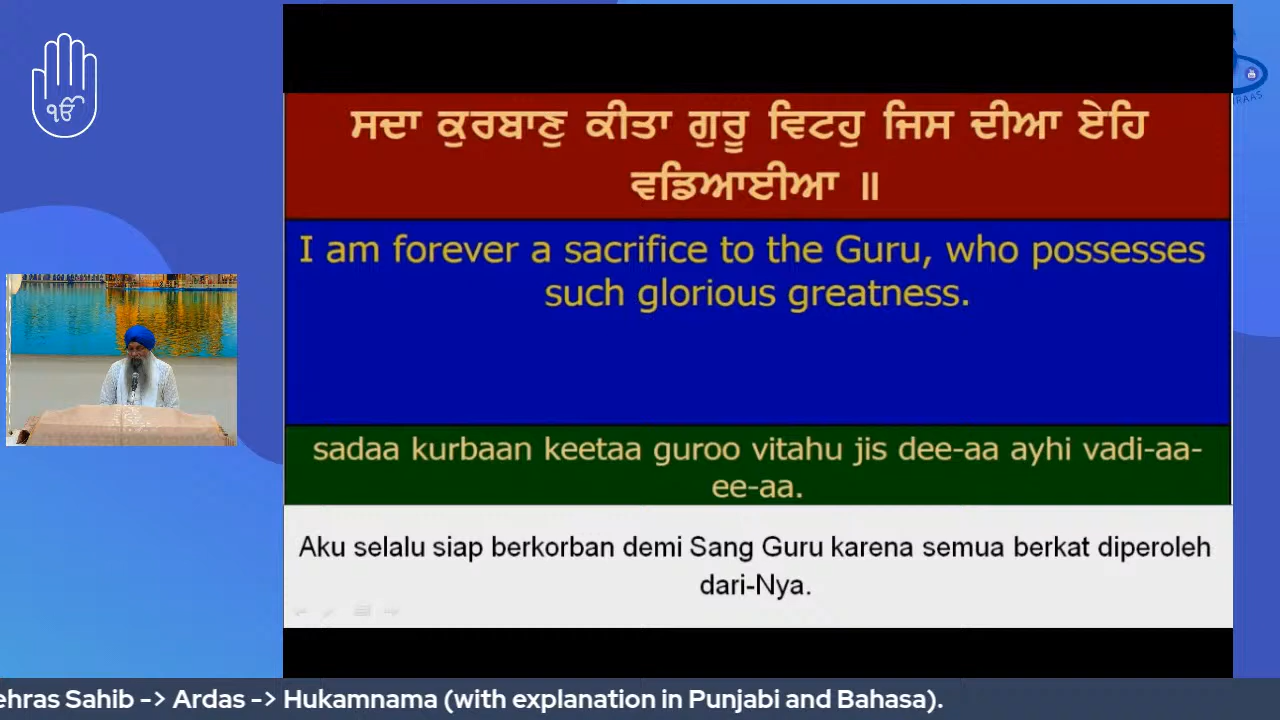 ੴ
ਸਦਾ ਕੁਰਬਾਣੁ ਕੀਤਾ ਗੁਰੂ ਵਿਟਹੁ ਜਿਸ ਦੀਆ ਏਹਿ
ਵਡਿਆਈਆ ॥
I am forever a sacrifice to the Guru, who possesses
such glorious greatness.
sadaa kurbaan keetaa guroo vitahu jis dee-aa ayhi vadi-aa-
ee-aa.
Aku selalu siap berkorban demi Sang Guru karena semua berkat diperoleh
dari-Nya.
Sahib -> Ardas -> Hukamnama (with explanation in Punjabi and Bahasa).